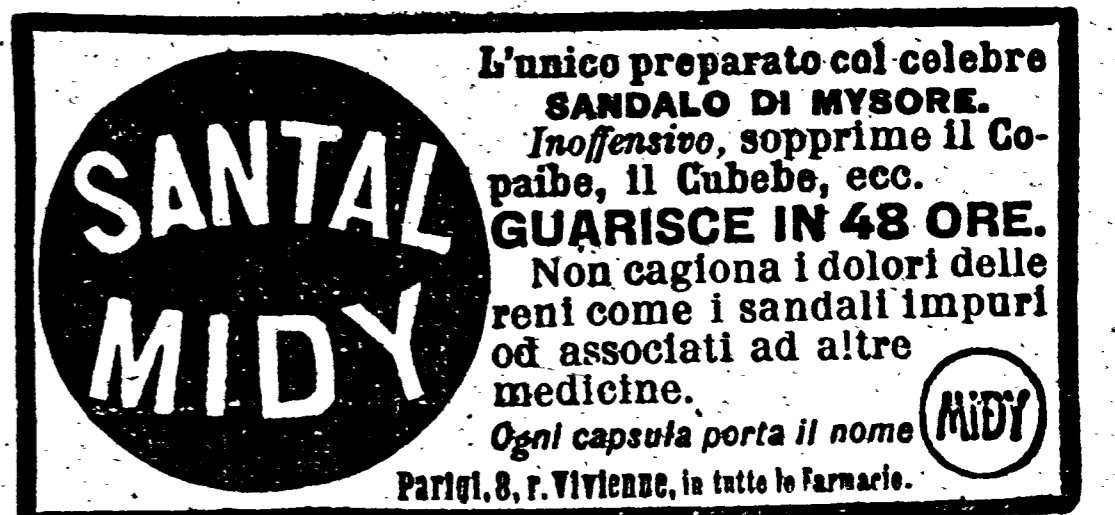 SANTAL
MIDY
L'unico preparato col celebre
SANDALO DI MYSORE.
Inoffensivo, sopprime il Co-
paibe, il Cubebe, ecc.
GUARISCE IN 48 ORE.
Non cagiona i dolori delle
reni come i sandali impuri
od associati ad altre
medicine.
Ogni capsula porta il nome
MIDY
Parigi, 8, r. Vivienne, in tutte le Farmacie.